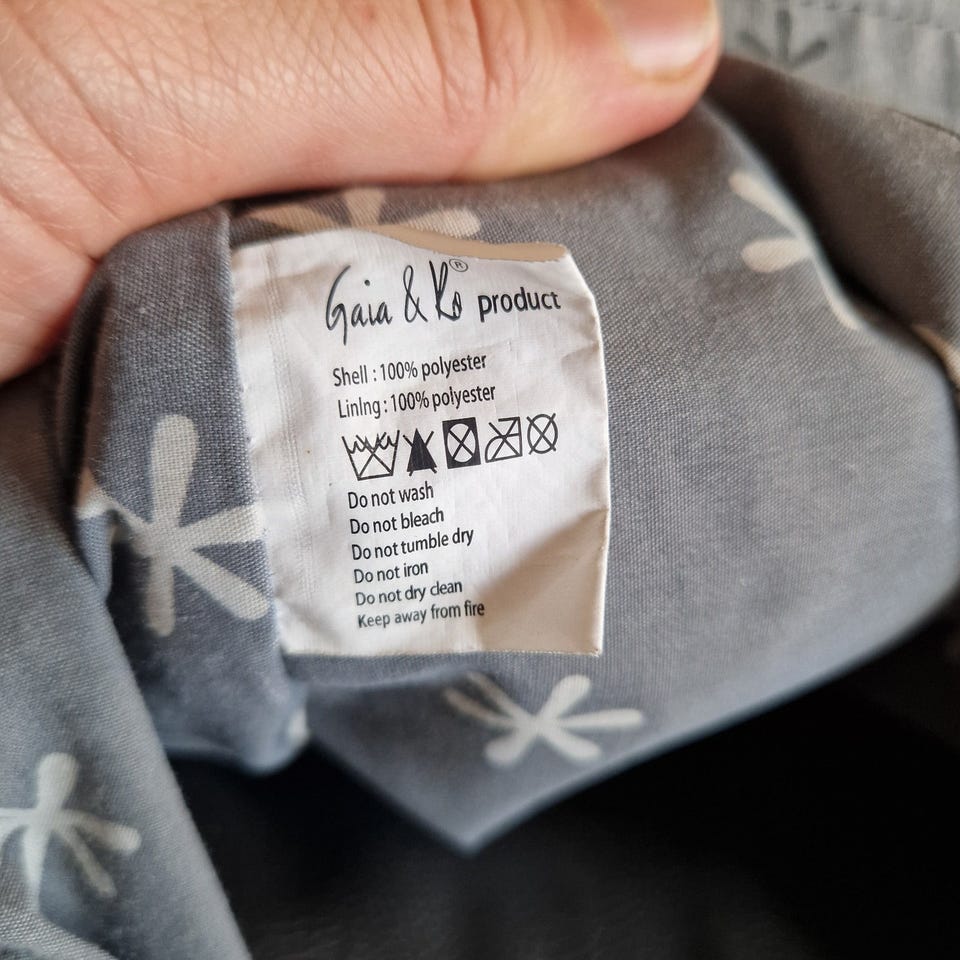 Gaia & Ko® product
Shell : 100% polyester
LinIng : 100% polyester
Do not wash
Do not bleach
Do not tumble dry
Do not iron
Do not dry clean
Keep away from fire